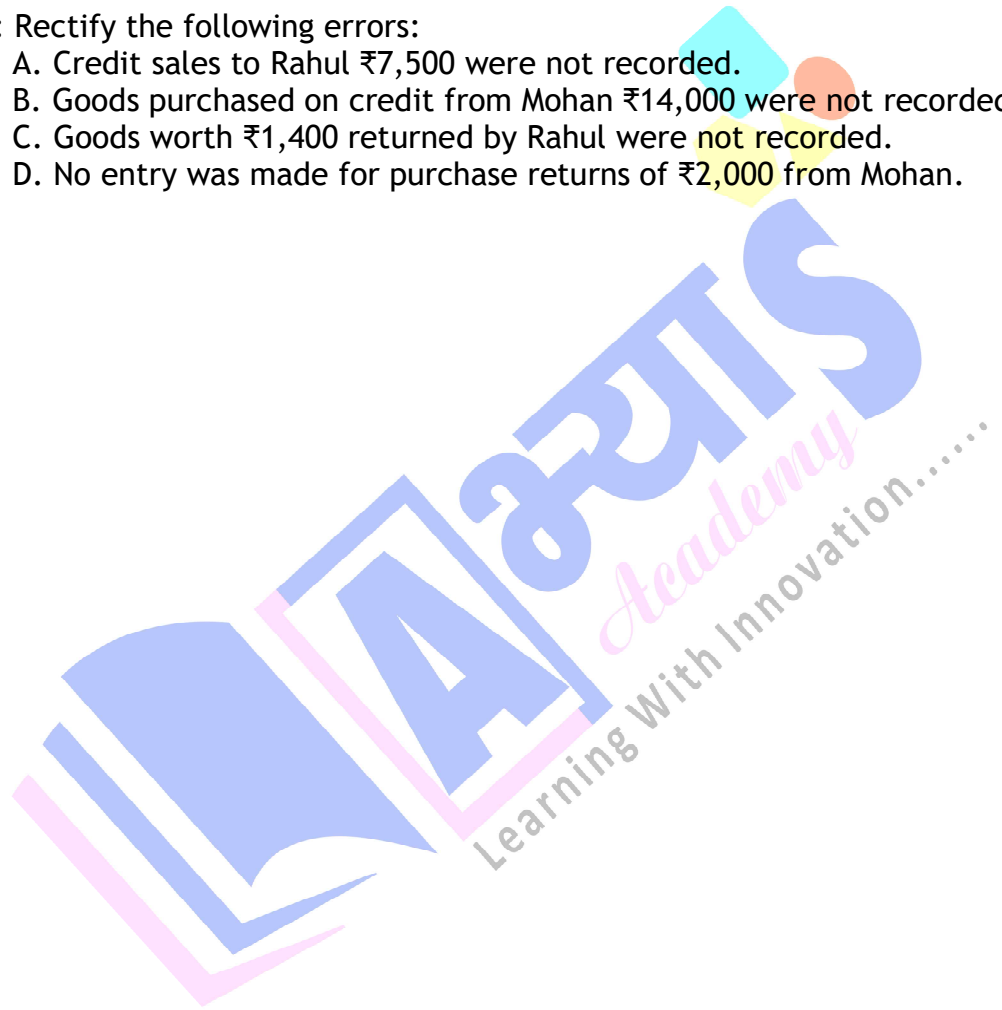 : Rectify the following errors:
A. Credit sales to Rahul ₹7,500 were not recorded.
B. Goods purchased on credit from Mohan ₹14,000 were not recorded
C. Goods worth ₹1,400 returned by Rahul were not recorded.
D. No entry was made for purchase returns of ₹2,000 from Mohan.
A भ्याS
Academy
Learning With Innovation......